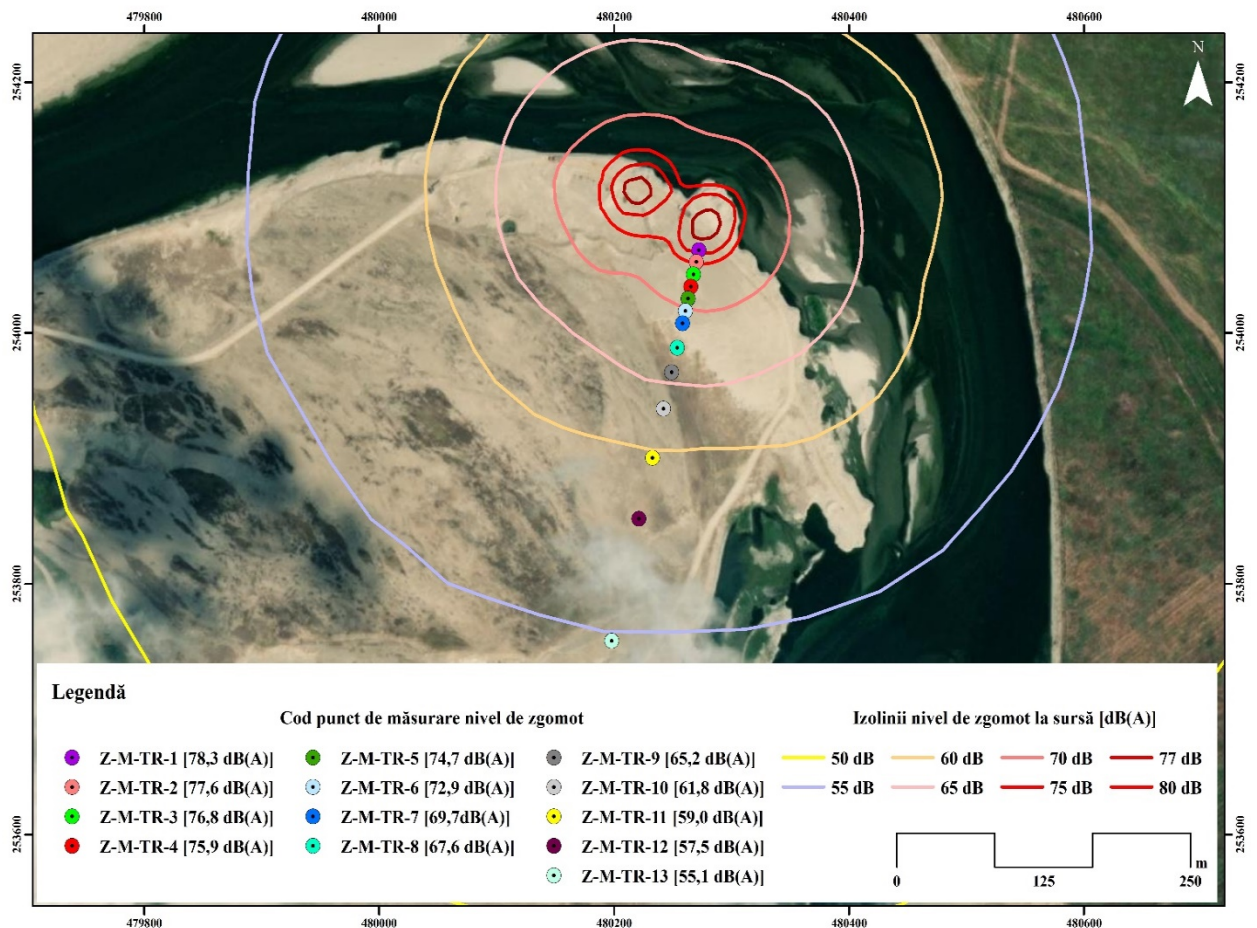 479800 480000 480200 480400 480600
N
254200 254200
254000 254000
253800 253800
253600 253600
Legendă
Cod punct de măsurare nivel de zgomot
Izolinii nivel de zgomot la sursă [dB(A)]
Z-M-TR-1 [78,3 dB(A)]
Z-M-TR-2 [77,6 dB(A)]
Z-M-TR-3 [76,8 dB(A)]
Z-M-TR-4 [75,9 dB(A)]
Z-M-TR-5 [74,7 dB(A)]
Z-M-TR-6 [72,9 dB(A)]
Z-M-TR-7 [69,7dB(A)]
Z-M-TR-8 [67,6 dB(A)]
Z-M-TR-9 [65,2 dB(A)]
Z-M-TR-10 [61,8 dB(A)]
Z-M-TR-11 [59,0 dB(A)]
Z-M-TR-12 [57,5 dB(A)]
Z-M-TR-13 [55,1 dB(A)]
50 dB 60 dB 70 dB 77 dB
55 dB 65 dB 75 dB 80 dB
m
0 125 250
479800 480000 480200 480400 480600